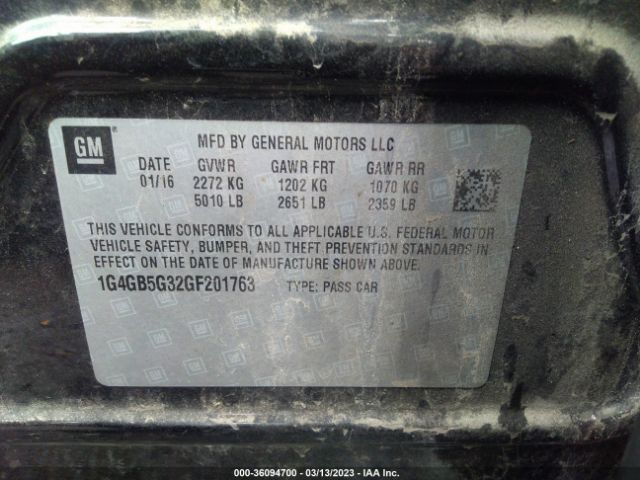 GM
MFD BY GENERAL MOTORS LLC
DATE GVWR GAWR FRT GAWR RR
01/16 2272 KG 1202 KG 1070 KG
5010 LB 2651 LB 2359 LB
THIS VEHICLE CONFORMS TO ALL APPLICABLE U.S. FEDERAL MOTOR
VEHICLE SAFETY, BUMPER, AND THEFT PREVENTION STANDARDS IN
EFFECT ON THE DATE OF MANUFACTURE SHOWN ABOVE.
1G4GB5G32GF201763 TYPE: PASS CAR
000-36094700 - 03/13/2023 - IAA Inc.